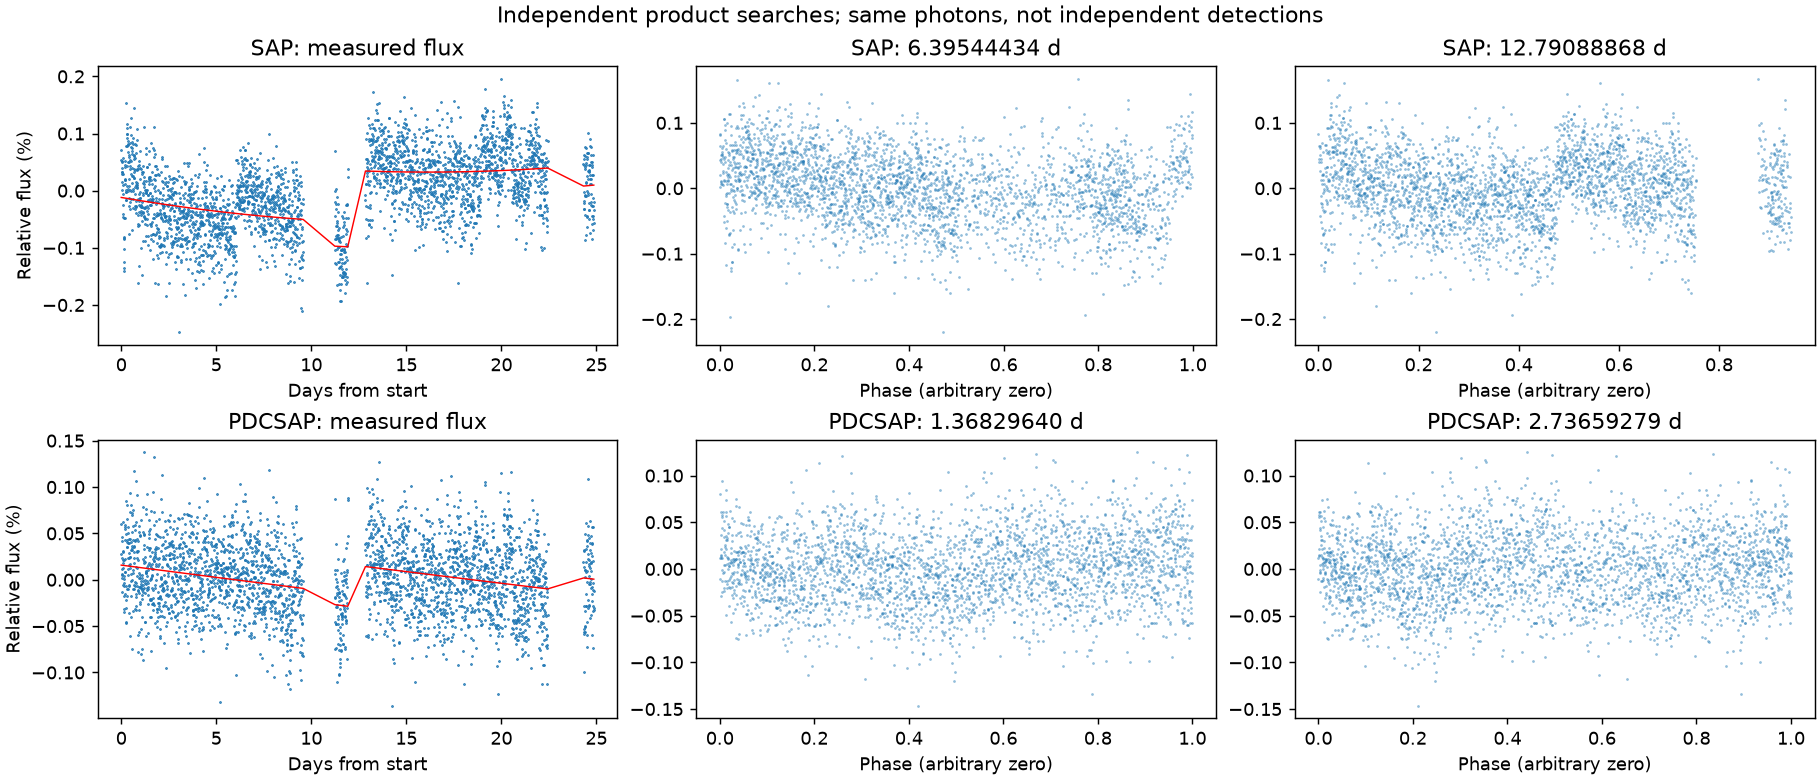 Independent product searches; same photons, not independent detections
SAP: measured flux
SAP: 6.39544434 d
SAP: 12.79088868 d
Relative flux (%)
0.2
0.1
0.0
−0.1
−0.2
0 5 10 15 20 25
Days from start
0.1
0.0
−0.1
−0.2
0.0 0.2 0.4 0.6 0.8 1.0
Phase (arbitrary zero)
0.1
0.0
−0.1
−0.2
0.0 0.2 0.4 0.6 0.8
Phase (arbitrary zero)
PDCSAP: measured flux
PDCSAP: 1.36829640 d
PDCSAP: 2.73659279 d
Relative flux (%)
0.15
0.10
0.05
0.00
−0.05
−0.10
0 5 10 15 20 25
Days from start
0.10
0.05
0.00
−0.05
−0.10
−0.15
0.0 0.2 0.4 0.6 0.8 1.0
Phase (arbitrary zero)
0.10
0.05
0.00
−0.05
−0.10
−0.15
0.0 0.2 0.4 0.6 0.8 1.0
Phase (arbitrary zero)